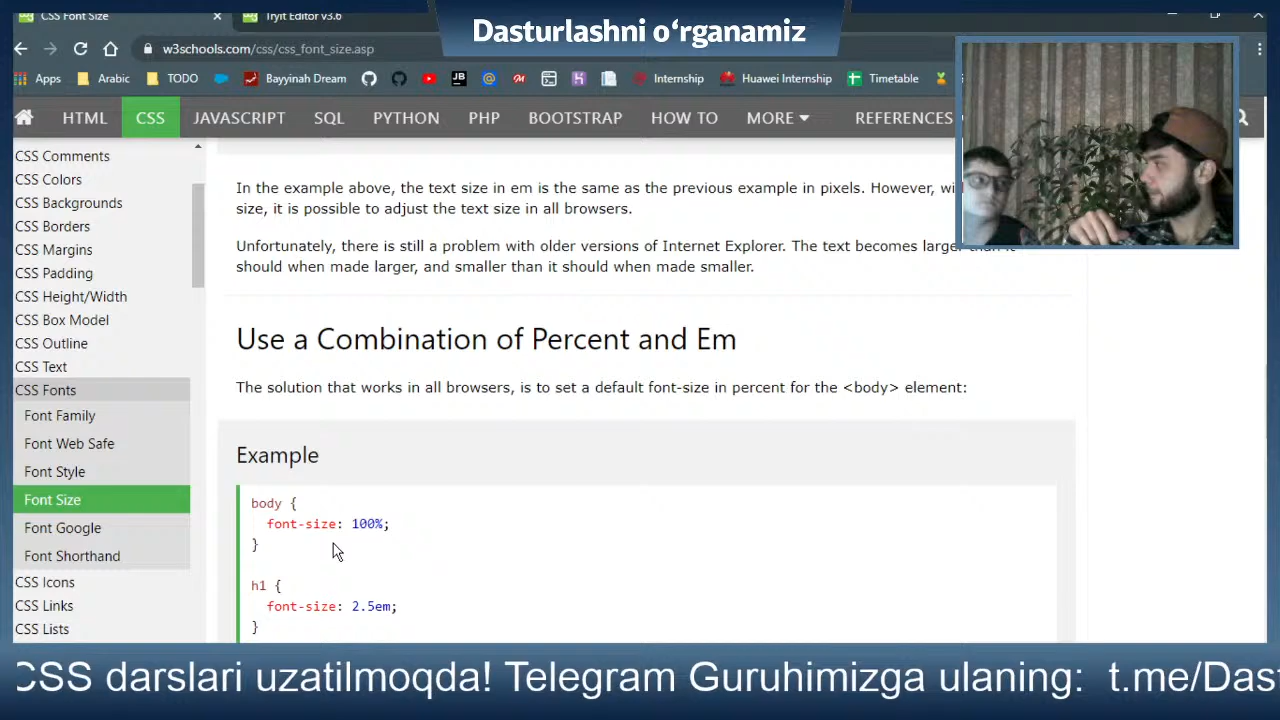 CSS Font Size
Tryit Editor v3.6
Dasturlashni o‘rganamiz
w3schools.com/css/css_font_size.asp
Apps Arabic TODO Bayyinah Dream Internship Huawei Internship Timetable
HTML CSS JAVASCRIPT SQL PYTHON PHP BOOTSTRAP HOW TO MORE REFERENCES
CSS Comments
CSS Colors
CSS Backgrounds
CSS Borders
CSS Margins
CSS Padding
CSS Height/Width
CSS Box Model
CSS Outline
CSS Text
CSS Fonts
Font Family
Font Web Safe
Font Style
Font Size
Font Google
Font Shorthand
CSS Icons
CSS Links
CSS Lists
In the example above, the text size in em is the same as the previous example in pixels. However,
size, it is possible to adjust the text size in all browsers.
Unfortunately, there is still a problem with older versions of Internet Explorer. The text becomes larger than it
should when made larger, and smaller than it should when made smaller.
Use a Combination of Percent and Em
The solution that works in all browsers, is to set a default font-size in percent for the <body> element:
Example
body {
font-size: 100%;
}
h1 {
font-size: 2.5em;
}
CSS darslari uzatilmoqda! Telegram Guruhimizga ulaning: t.me/Dast